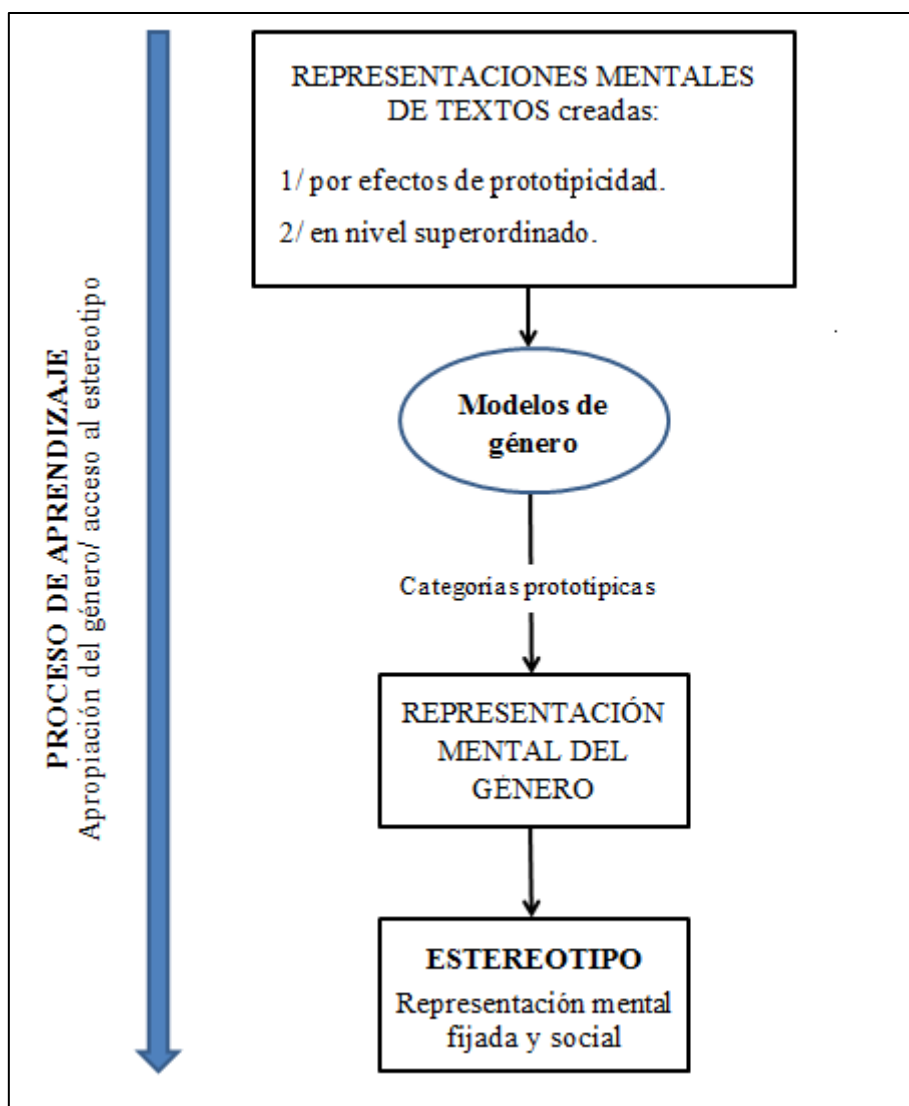 REPRESENTACIONES MENTALES
DE TEXTOS creadas:
1/ por efectos de prototipicidad.
2/ en nivel superordinado.
PROCESO DE APRENDIZAJE
Apropiación del género/ acceso al estereotipo
Modelos de
género
Categorías prototípicas
REPRESENTACIÓN
MENTAL DEL
GÉNERO
ESTEREOTIPO
Representación mental
fijada y social